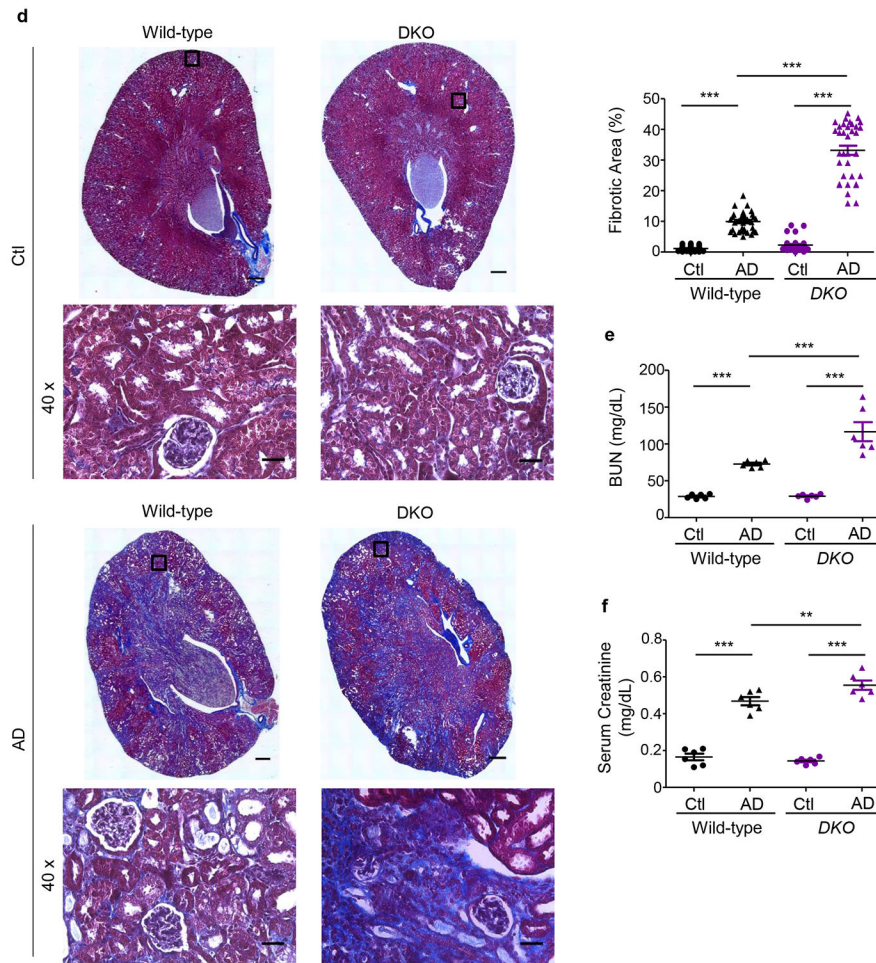 d
Wild-type DKO
Ctl
40 x
Wild-type DKO
AD
40 x
***
*** ***
Fibrotic Area (%)
50
40
30
20
10
0
Ctl AD Ctl AD
Wild-type DKO
e
***
*** ***
BUN (mg/dL)
200
150
100
50
0
Ctl AD Ctl AD
Wild-type DKO
f
**
*** ***
Serum Creatinine
(mg/dL)
0.8
0.6
0.4
0.2
0
Ctl AD Ctl AD
Wild-type DKO